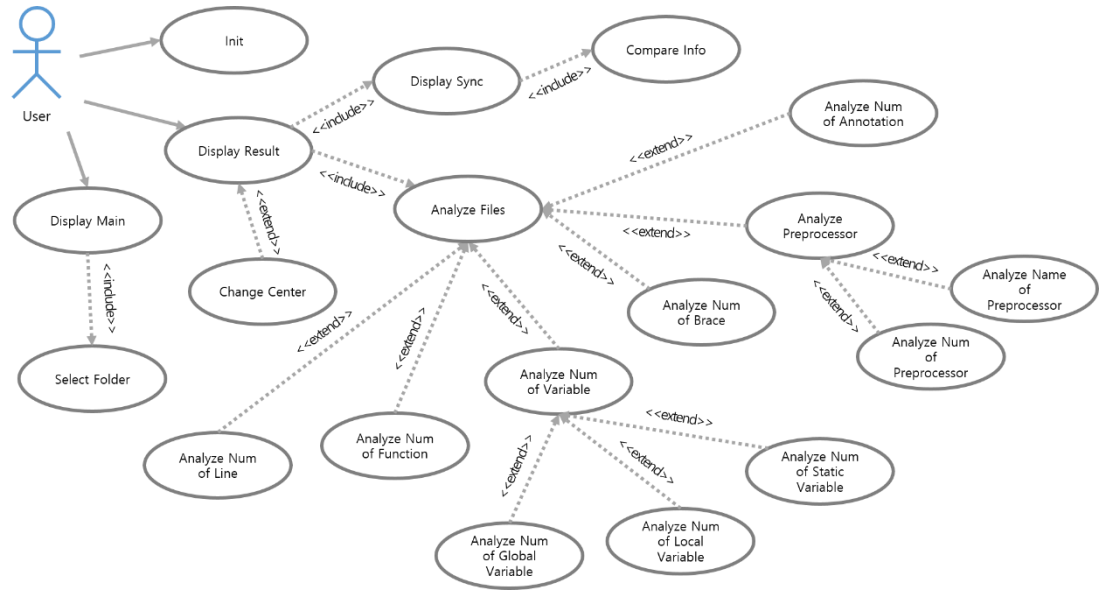 Init
Compare Info
Display Sync
<<include>>
<<include>>
User
Analyze Num
of Annotation
<<extend>>
Display Result
<<include>>
Analyze Files
Display Main
<<extend>>
<<extend>>
Analyze
Preprocessor
<<extend>>
<<include>>
Change Center
<<extend>>
Analyze Num
of Brace
<<extend>>
Analyze Name
of
Preprocessor
<<extend>>
<<extend>>
<<extend>>
<<extend>>
Analyze Num
of
Preprocessor
Select Folder
Analyze Num
of Variable
<<extend>>
Analyze Num
of Line
Analyze Num
of Function
<<extend>>
<<extend>>
Analyze Num
of Static
Variable
Analyze Num
of Global
Variable
Analyze Num
of Local
Variable